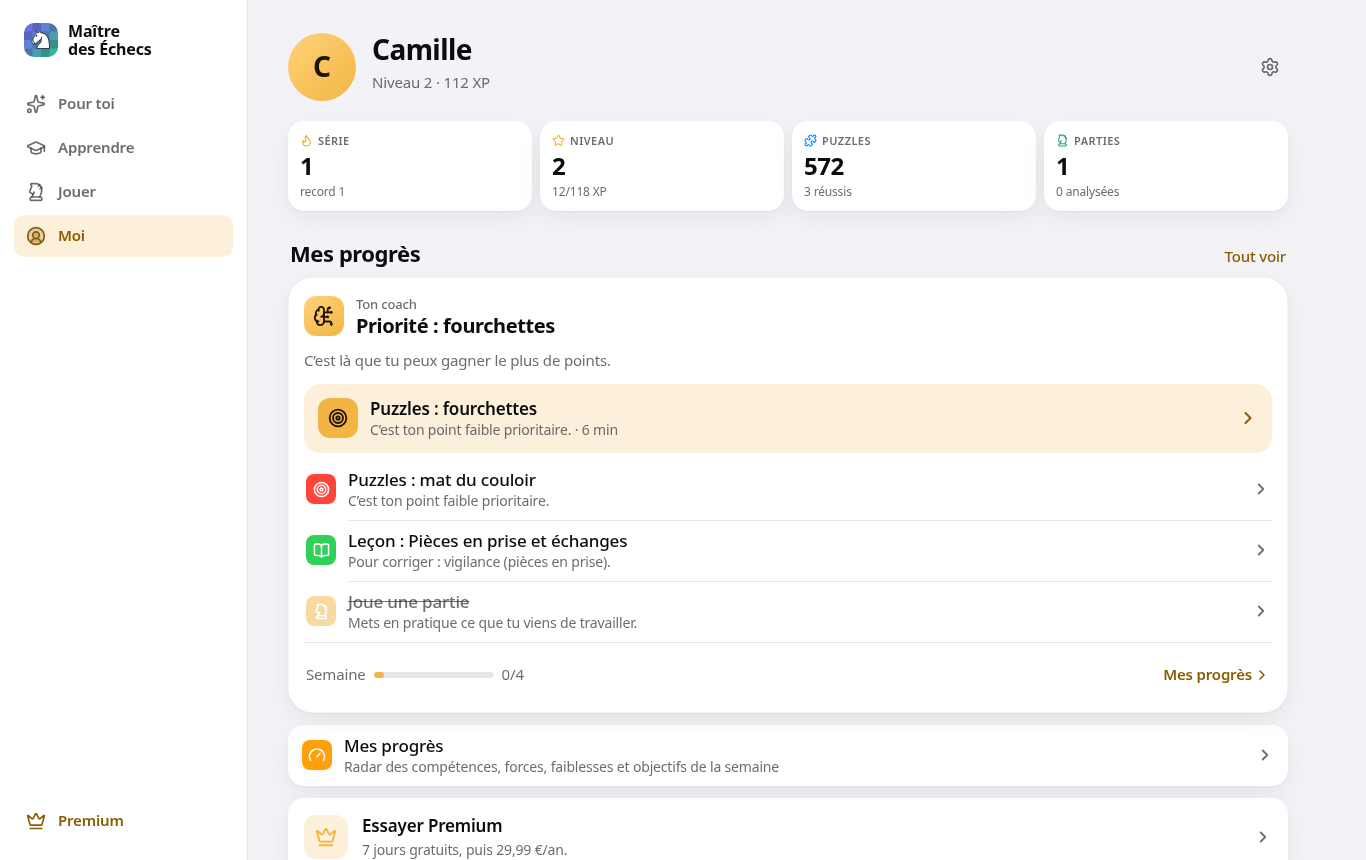 Maître
des Échecs
Pour toi
Apprendre
Jouer
Moi
Premium
C
Camille
Niveau 2 · 112 XP
SÉRIE
1
record 1
NIVEAU
2
12/118 XP
PUZZLES
572
3 réussis
PARTIES
1
0 analysées
Mes progrès
Tout voir
Ton coach
Priorité : fourchettes
C'est là que tu peux gagner le plus de points.
Puzzles : fourchettes
C'est ton point faible prioritaire. · 6 min
Puzzles : mat du couloir
C'est ton point faible prioritaire.
Leçon : Pièces en prise et échanges
Pour corriger : vigilance (pièces en prise).
Joue une partie
Mets en pratique ce que tu viens de travailler.
Semaine
0/4
Mes progrès
Mes progrès
Radar des compétences, forces, faiblesses et objectifs de la semaine
Essayer Premium
7 jours gratuits, puis 29,99 €/an.